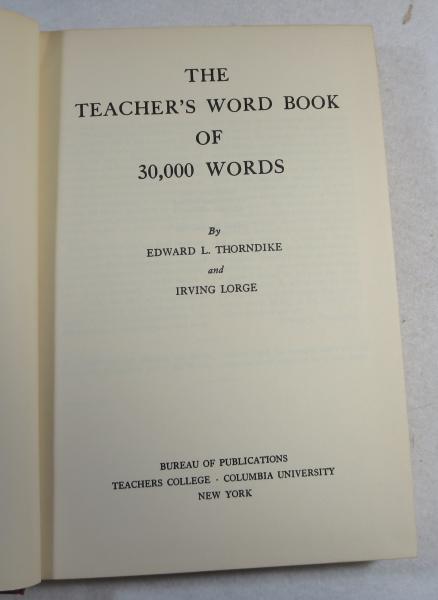 THE
TEACHER'S WORD BOOK
OF
30,000 WORDS
By
EDWARD L. THORNDIKE
and
IRVING LORGE
BUREAU OF PUBLICATIONS
TEACHERS COLLEGE · COLUMBIA UNIVERSITY
NEW YORK